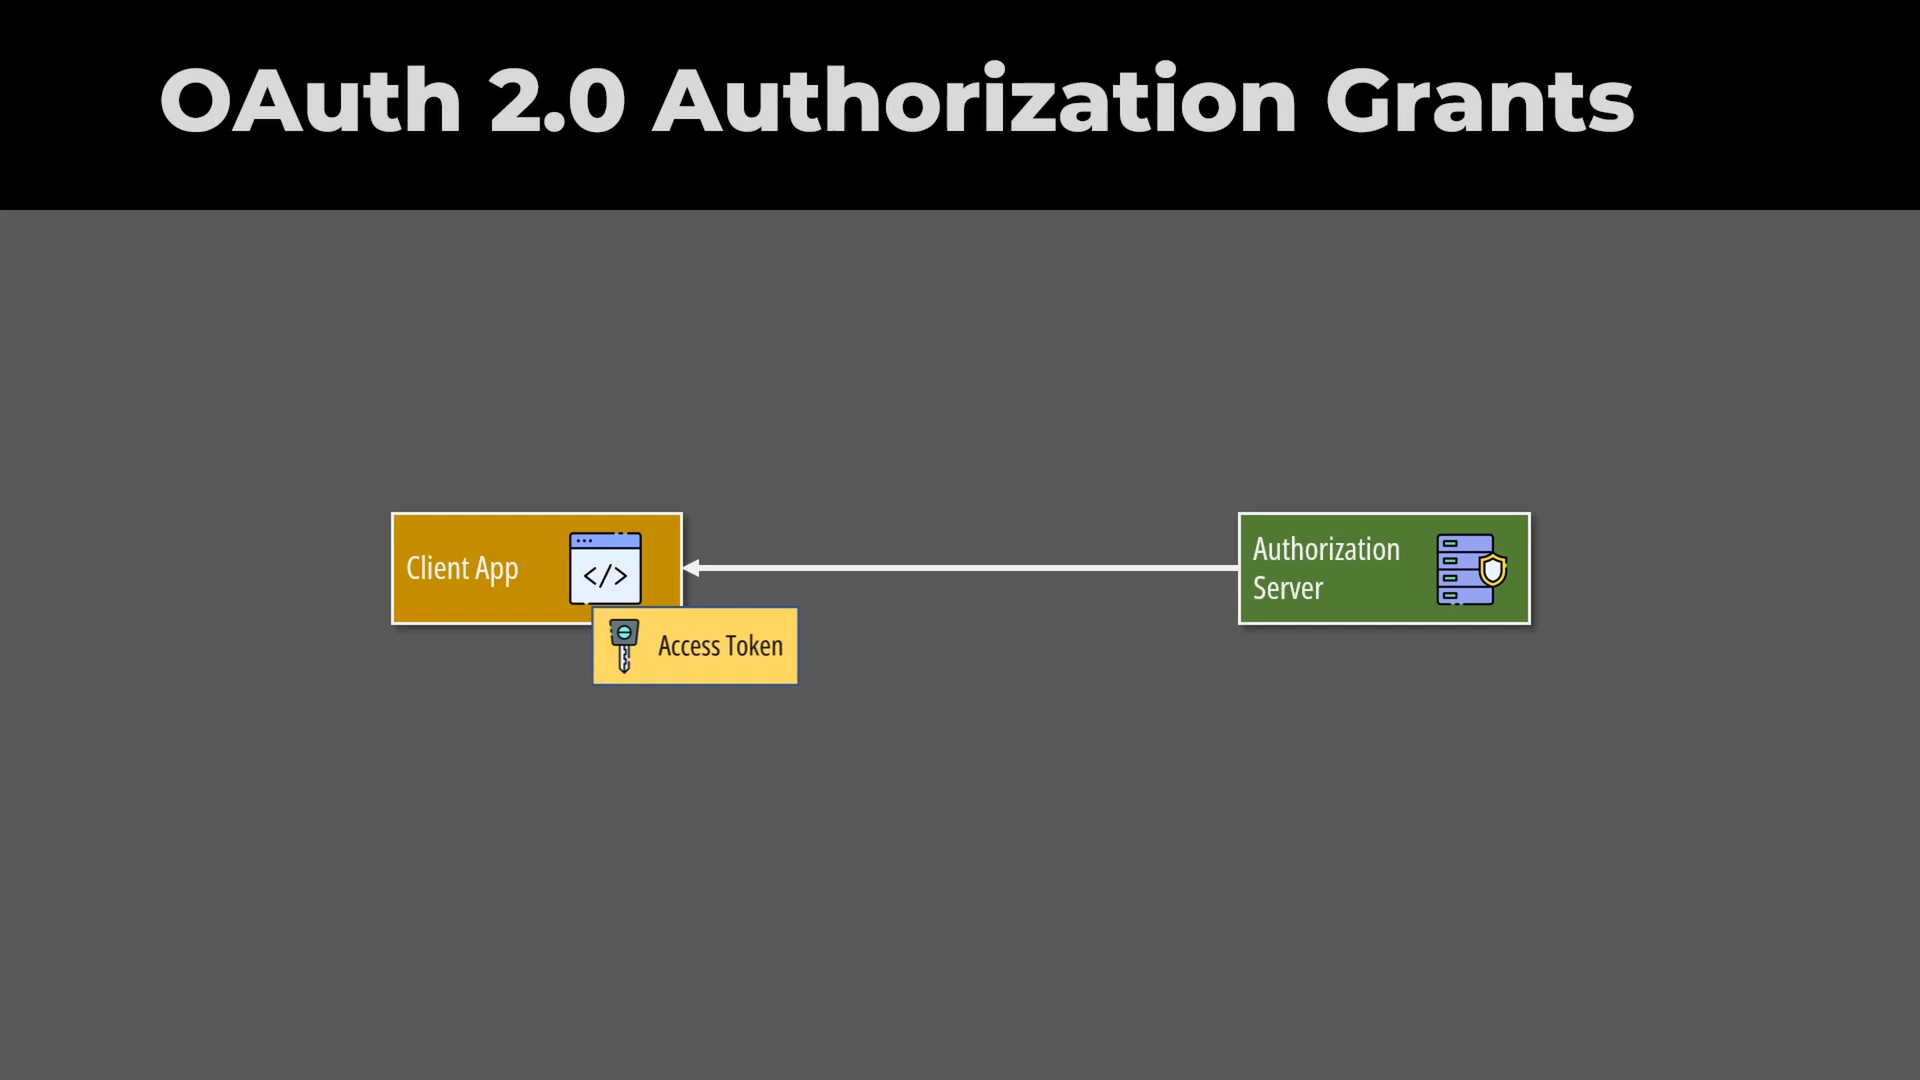 OAuth 2.0 Authorization Grants
Client App
</>
Authorization
Server
Access Token